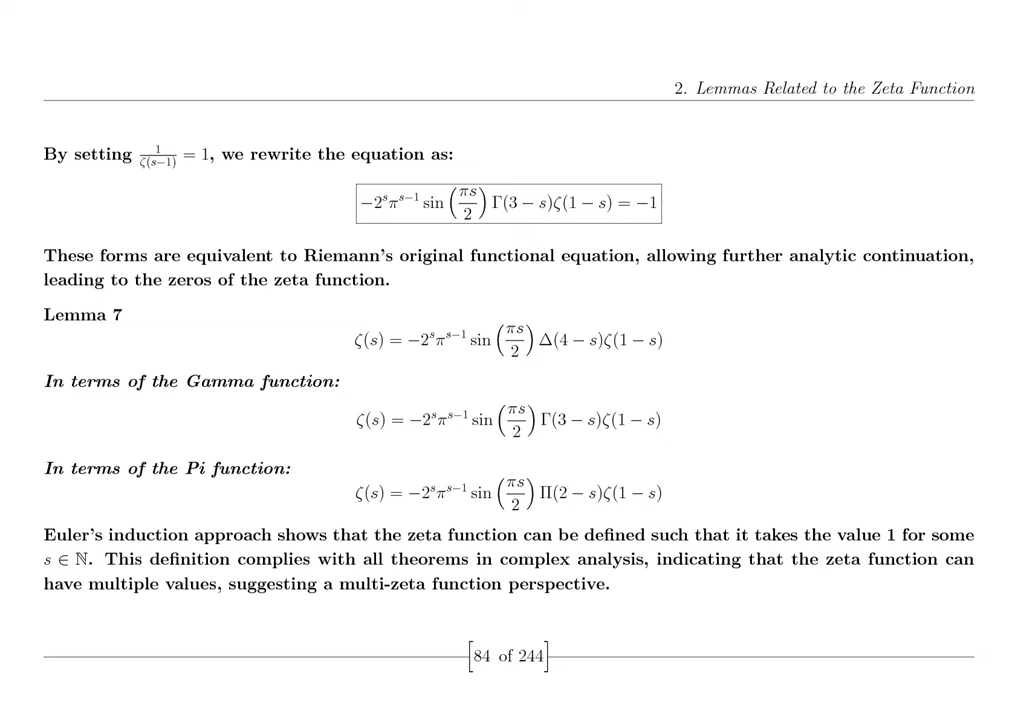 2. Lemmas Related to the Zeta Function
By setting 1/ζ(s−1) = 1, we rewrite the equation as:
−2^s π^{s−1} sin(πs/2) Γ(3 − s)ζ(1 − s) = −1
These forms are equivalent to Riemann's original functional equation, allowing further analytic continuation,
leading to the zeros of the zeta function.
Lemma 7
ζ(s) = −2^s π^{s−1} sin(πs/2) Δ(4 − s)ζ(1 − s)
In terms of the Gamma function:
ζ(s) = −2^s π^{s−1} sin(πs/2) Γ(3 − s)ζ(1 − s)
In terms of the Pi function:
ζ(s) = −2^s π^{s−1} sin(πs/2) Π(2 − s)ζ(1 − s)
Euler's induction approach shows that the zeta function can be defined such that it takes the value 1 for some
s ∈ ℕ. This definition complies with all theorems in complex analysis, indicating that the zeta function can
have multiple values, suggesting a multi-zeta function perspective.
[84 of 244]